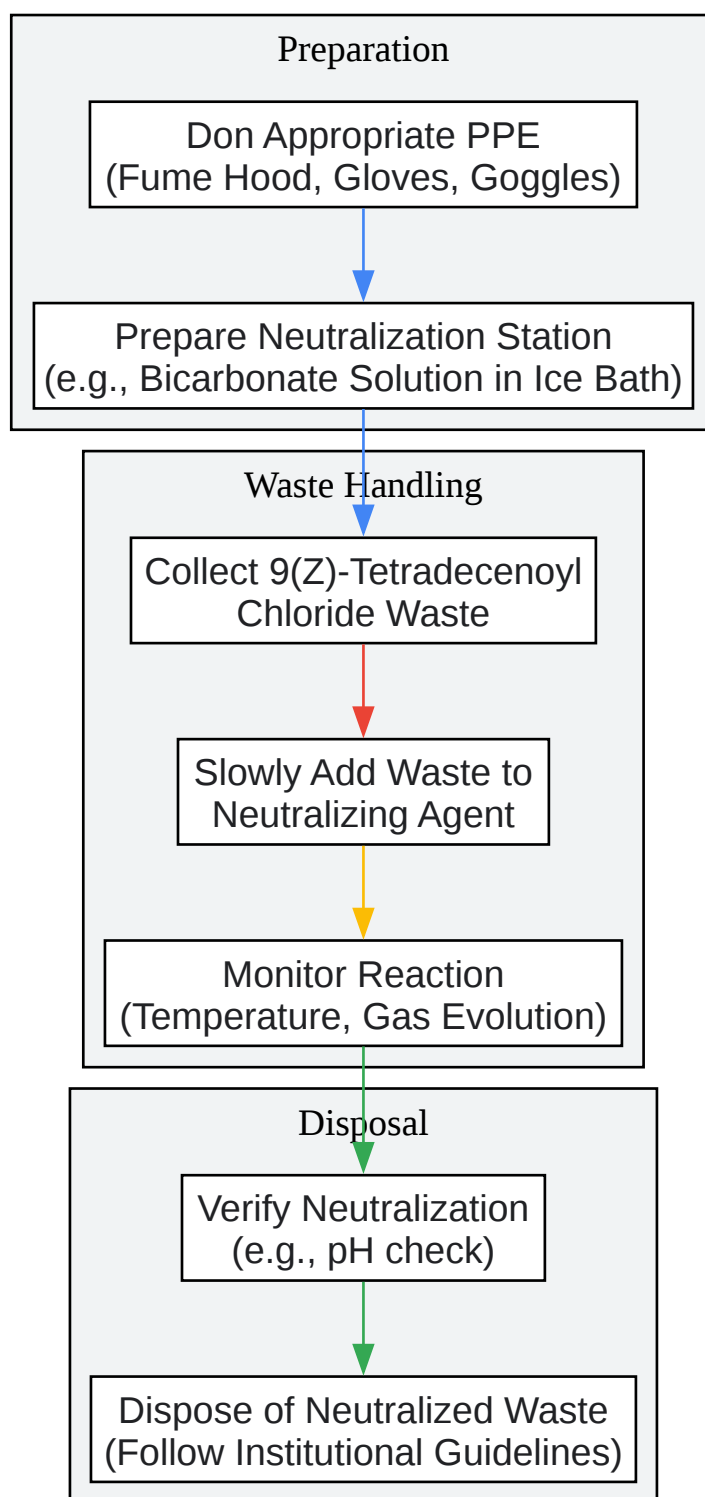 Preparation
Don Appropriate PPE
(Fume Hood, Gloves, Goggles)
Prepare Neutralization Station
(e.g., Bicarbonate Solution in Ice Bath)
Waste Handling
Collect 9(Z)-Tetradecenoyl
Chloride Waste
Slowly Add Waste to
Neutralizing Agent
Monitor Reaction
(Temperature, Gas Evolution)
Disposal
Verify Neutralization
(e.g., pH check)
Dispose of Neutralized Waste
(Follow Institutional Guidelines)